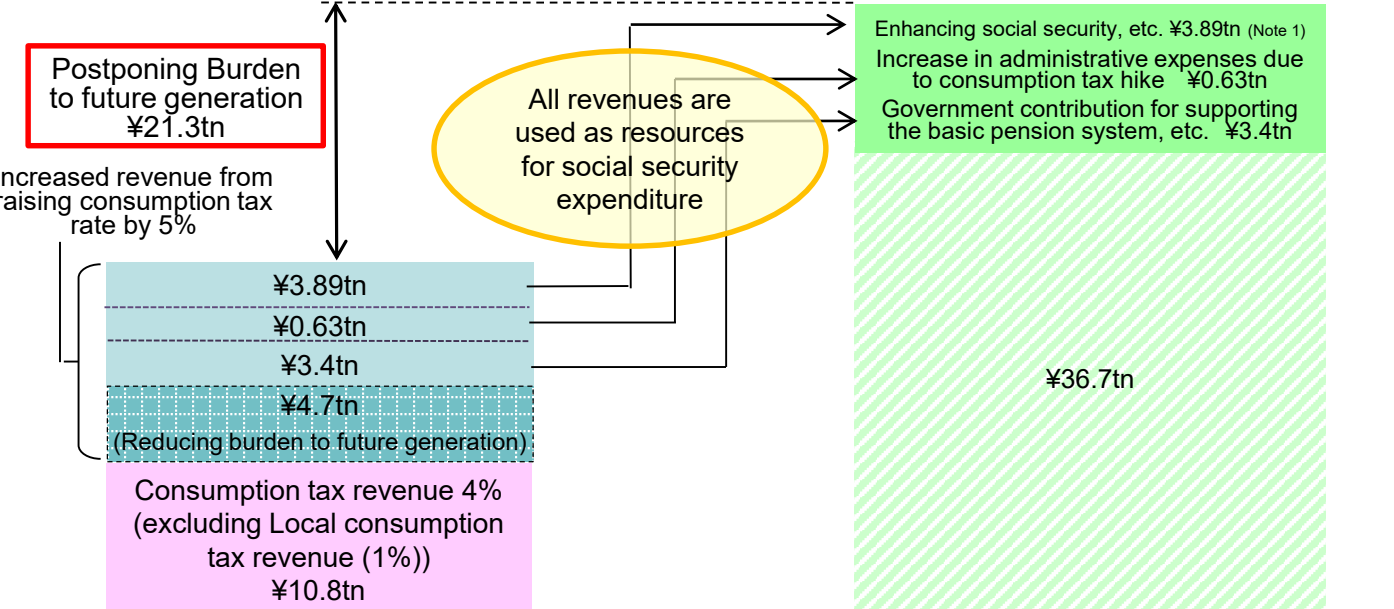 Postponing Burden
to future generation
¥21.3tn
ncreased revenue from
raising consumption tax
rate by 5%
All revenues are
used as resources
for social security
expenditure
Enhancing social security, etc. ¥3.89tn (Note 1)
Increase in administrative expenses due
to consumption tax hike ¥0.63tn
Government contribution for supporting
the basic pension system, etc. ¥3.4tn
¥3.89tn
¥0.63tn
¥3.4tn
¥4.7tn
(Reducing burden to future generation)
Consumption tax revenue 4%
(excluding Local consumption
tax revenue (1%))
¥10.8tn
¥36.7tn